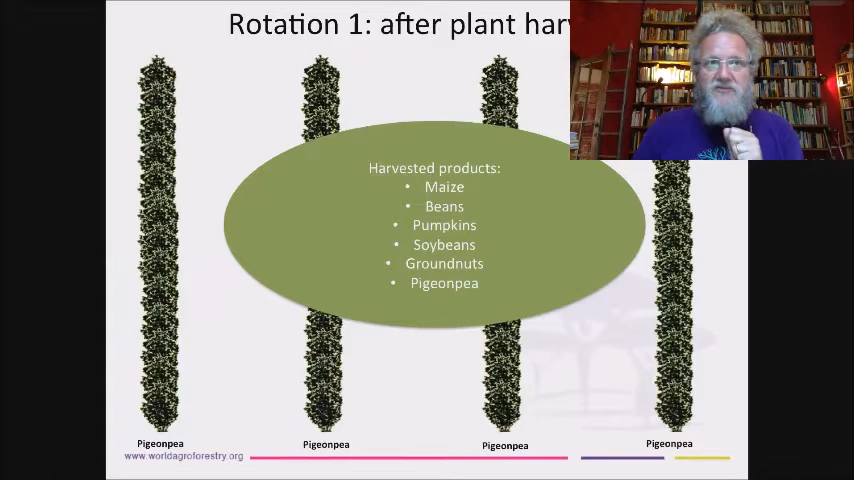 Rotation 1: after plant
Harvested products:
• Maize
• Beans
• Pumpkins
• Soybeans
• Groundnuts
• Pigeonpea
Pigeonpea Pigeonpea Pigeonpea Pigeonpea
www.worldagroforestry.org